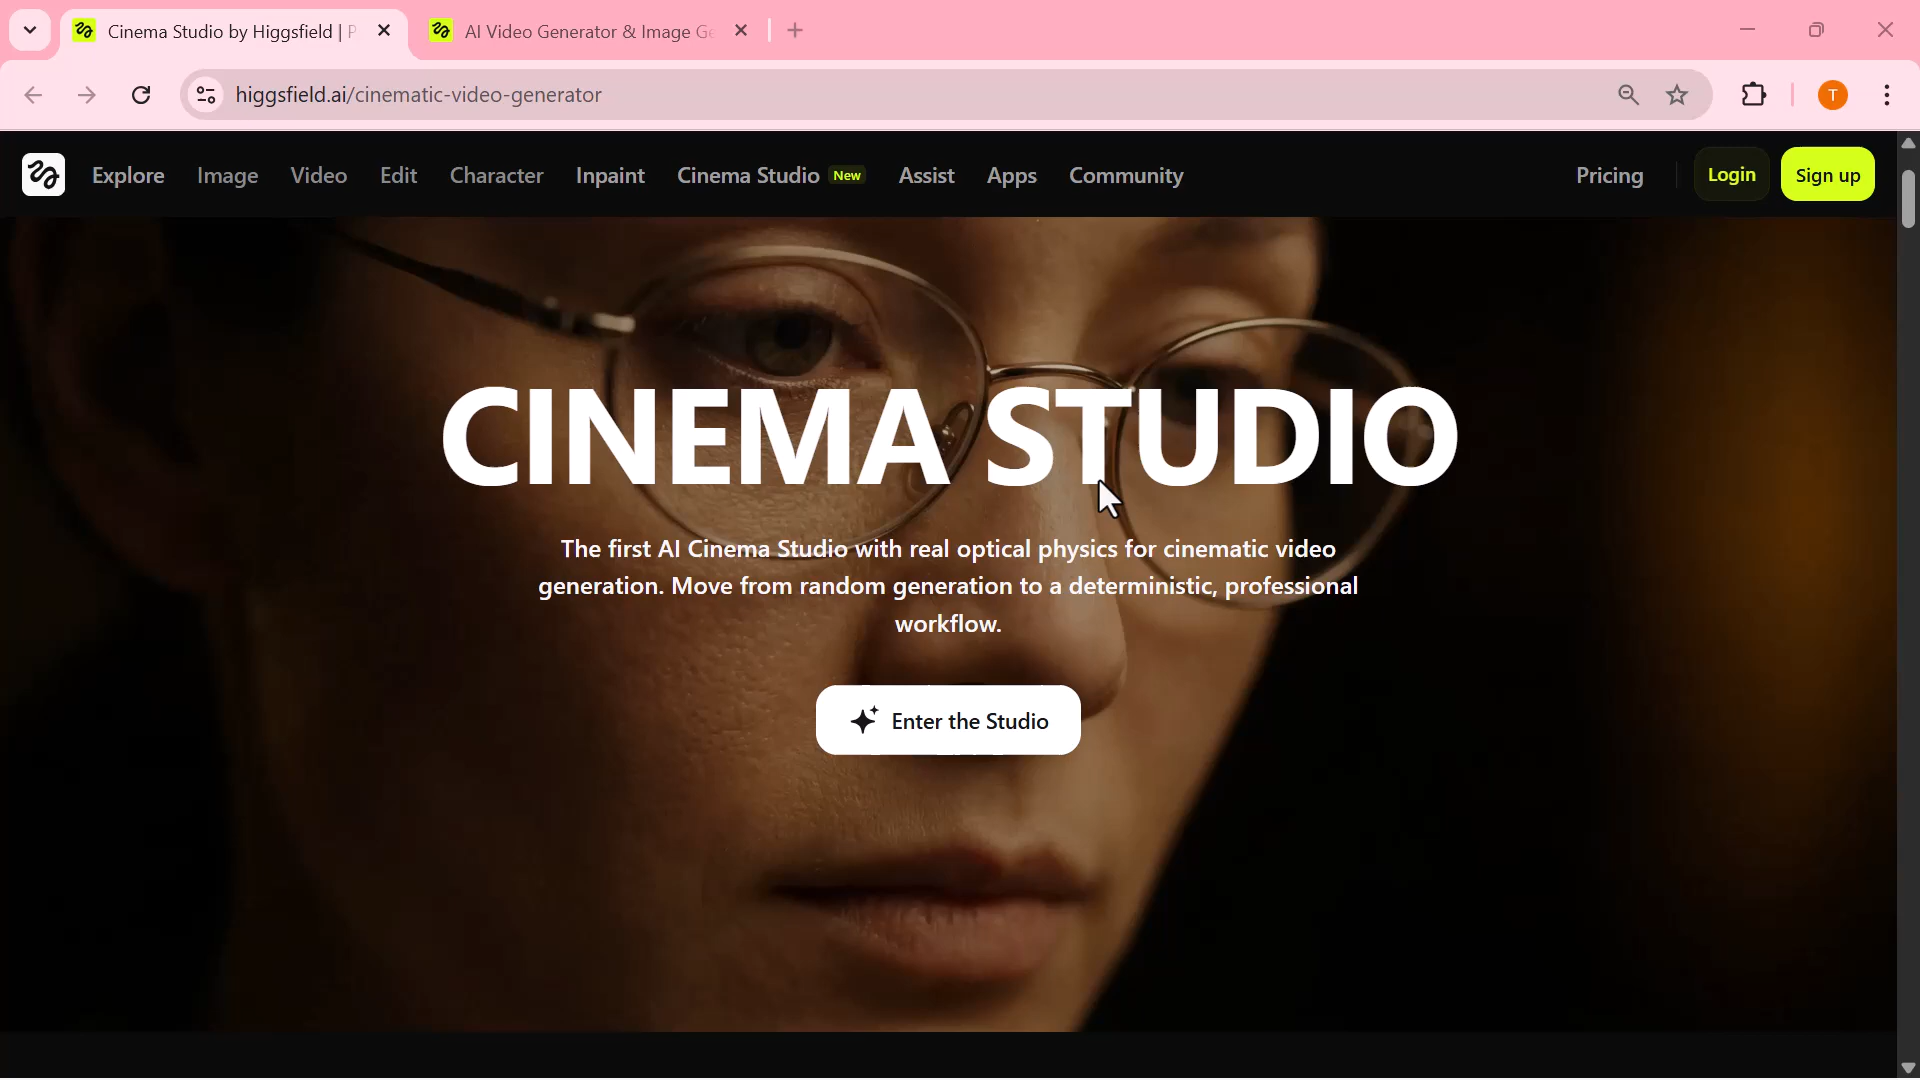 Cinema Studio by Higgsfield | P
AI Video Generator & Image Ge
higgsfield.ai/cinematic-video-generator
T
Explore Image Video Edit Character Inpaint Cinema Studio New Assist Apps Community Pricing Login Sign up
CINEMA STUDIO
The first AI Cinema Studio with real optical physics for cinematic video
generation. Move from random generation to a deterministic, professional
workflow.
Enter the Studio